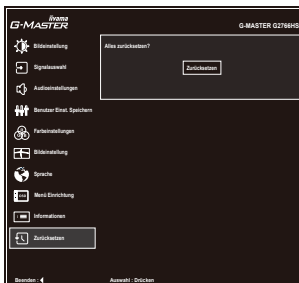 iiyama
G-MASTER
G-MASTER G2766HS
Bildeinstellung
Alles zurücksetzen?
Signalauswahl
Zurücksetzen
Audioeinstellungen
Benutzer Einst. Speichern
Farbeinstellungen
Bildeinstellung
Sprache
Menü Einrichtung
Informationen
Zurücksetzen
Beenden :
Auswahl : Drücken